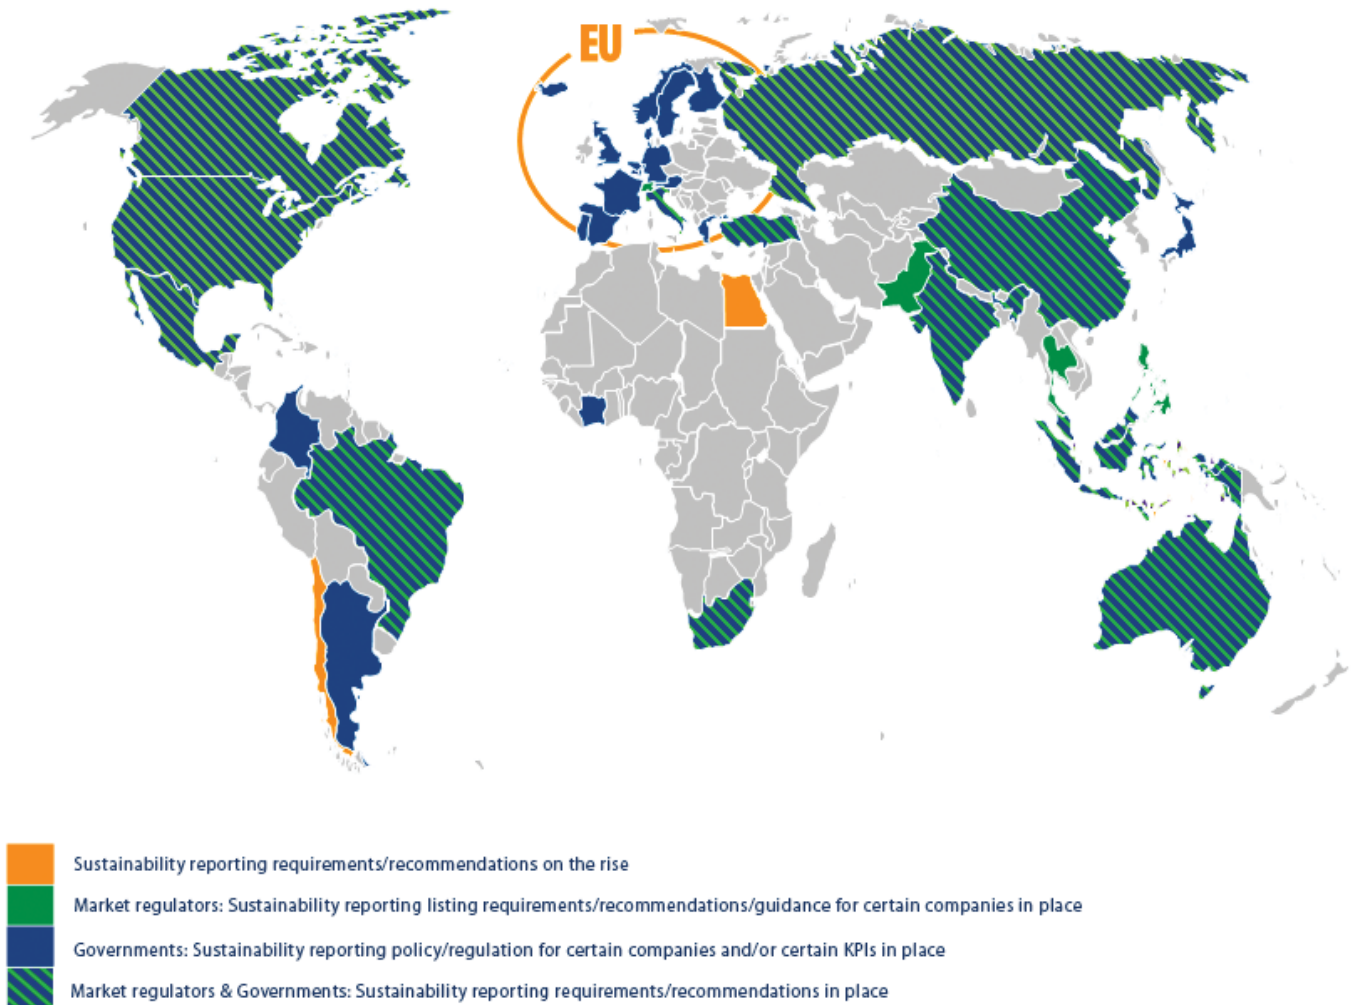 EU
Sustainability reporting requirements/recommendations on the rise
Market regulators: Sustainability reporting listing requirements/recommendations/guidance for certain companies in place
Governments: Sustainability reporting policy/regulation for certain companies and/or certain KPIs in place
Market regulators & Governments: Sustainability reporting requirements/recommendations in place